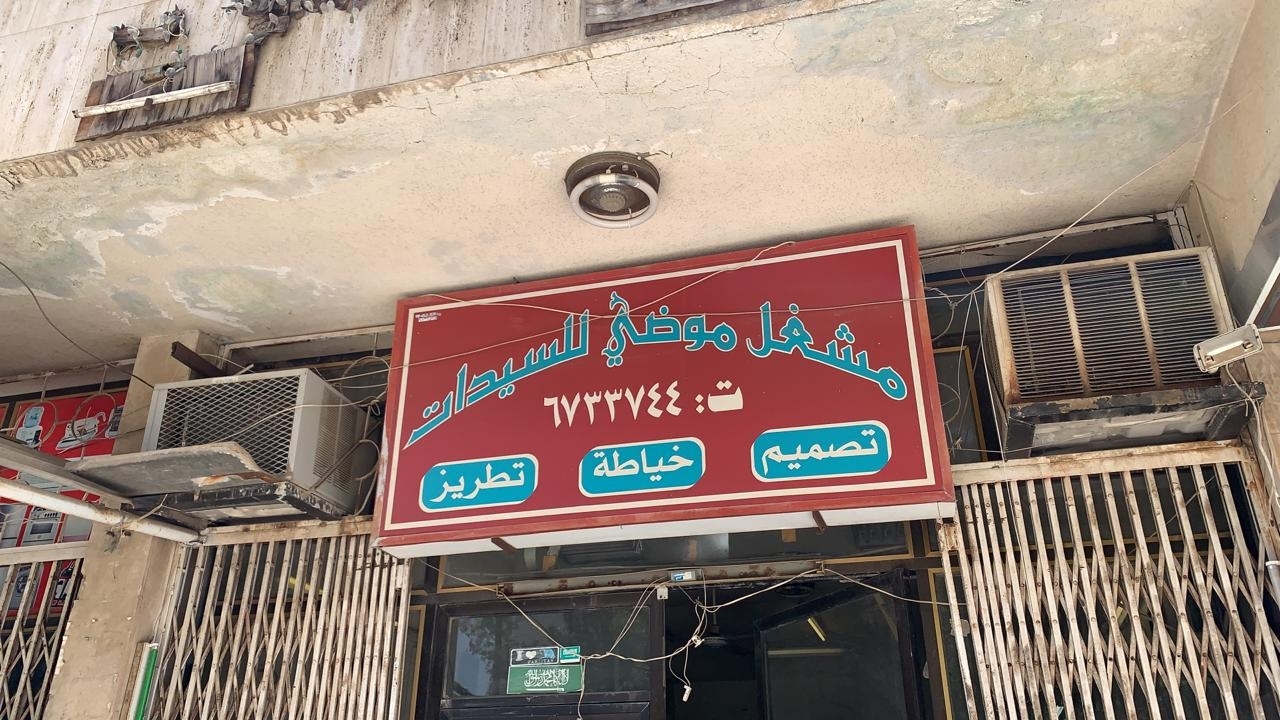 مشغل موضي للسيدات
ت: ٦٧٣٣٧٤٤
تصميم
خياطة
تطريز
I ❤